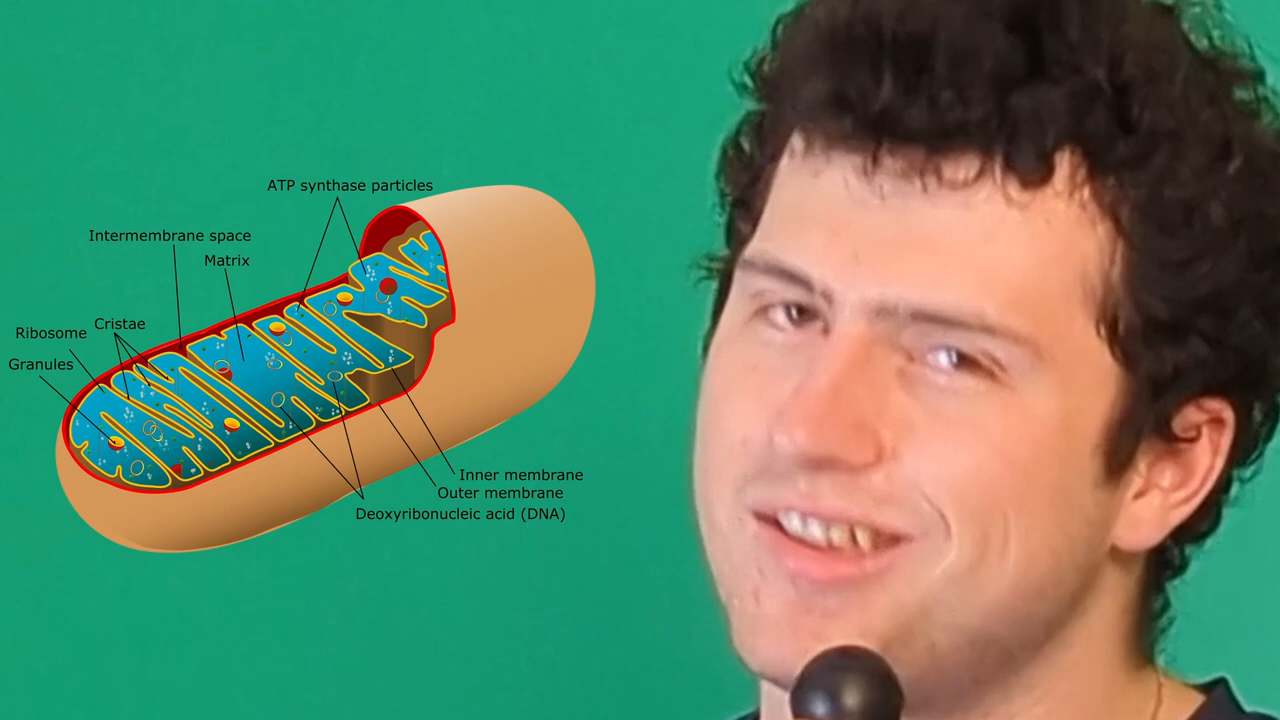 ATP synthase particles
Intermembrane space
Matrix
Cristae
Ribosome
Granules
Inner membrane
Outer membrane
Deoxyribonucleic acid (DNA)